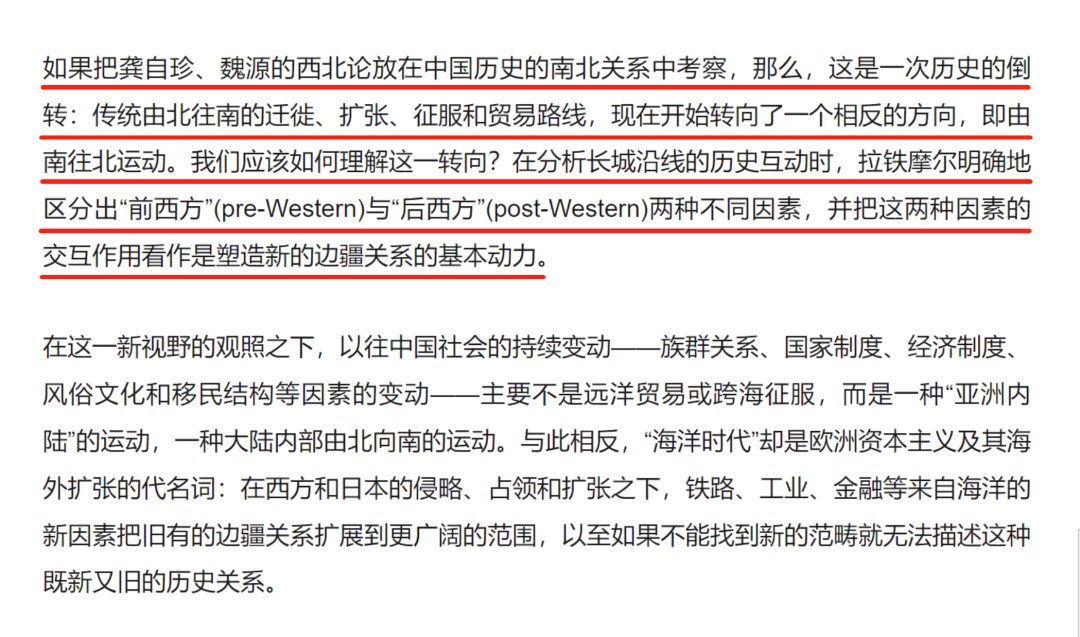 如果把龚自珍、魏源的西北论放在中国历史的南北关系中考察，那么，这是一次历史的倒
转：传统由北往南的迁徙、扩张、征服和贸易路线，现在开始转向了一个相反的方向，即由
南往北运动。我们应该如何理解这一转向？在分析长城沿线的历史互动时，拉铁摩尔明确地
区分出“前西方”(pre-Western)与“后西方”(post-Western)两种不同因素，并把这两种因素的
交互作用看作是塑造新的边疆关系的基本动力。
在这一新视野的观照之下，以往中国社会的持续变动——族群关系、国家制度、经济制度、
风俗文化和移民结构等因素的变动——主要不是远洋贸易或跨海征服，而是一种“亚洲内
陆”的运动，一种大陆内部由北向南的运动。与此相反，“海洋时代”却是欧洲资本主义及其海
外扩张的代名词：在西方和日本的侵略、占领和扩张之下，铁路、工业、金融等来自海洋的
新因素把旧有的边疆关系扩展到更广阔的范围，以至如果不能找到新的范畴就无法描述这种
既新又旧的历史关系。